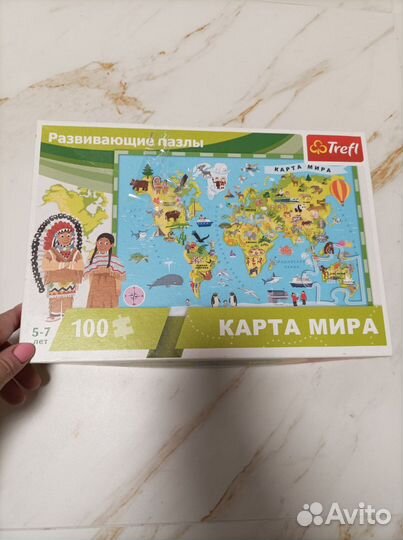 Развивающие пазлы
Trefl
КАРТА МИРА
5-7
лет
100
КАРТА МИРА
Avito